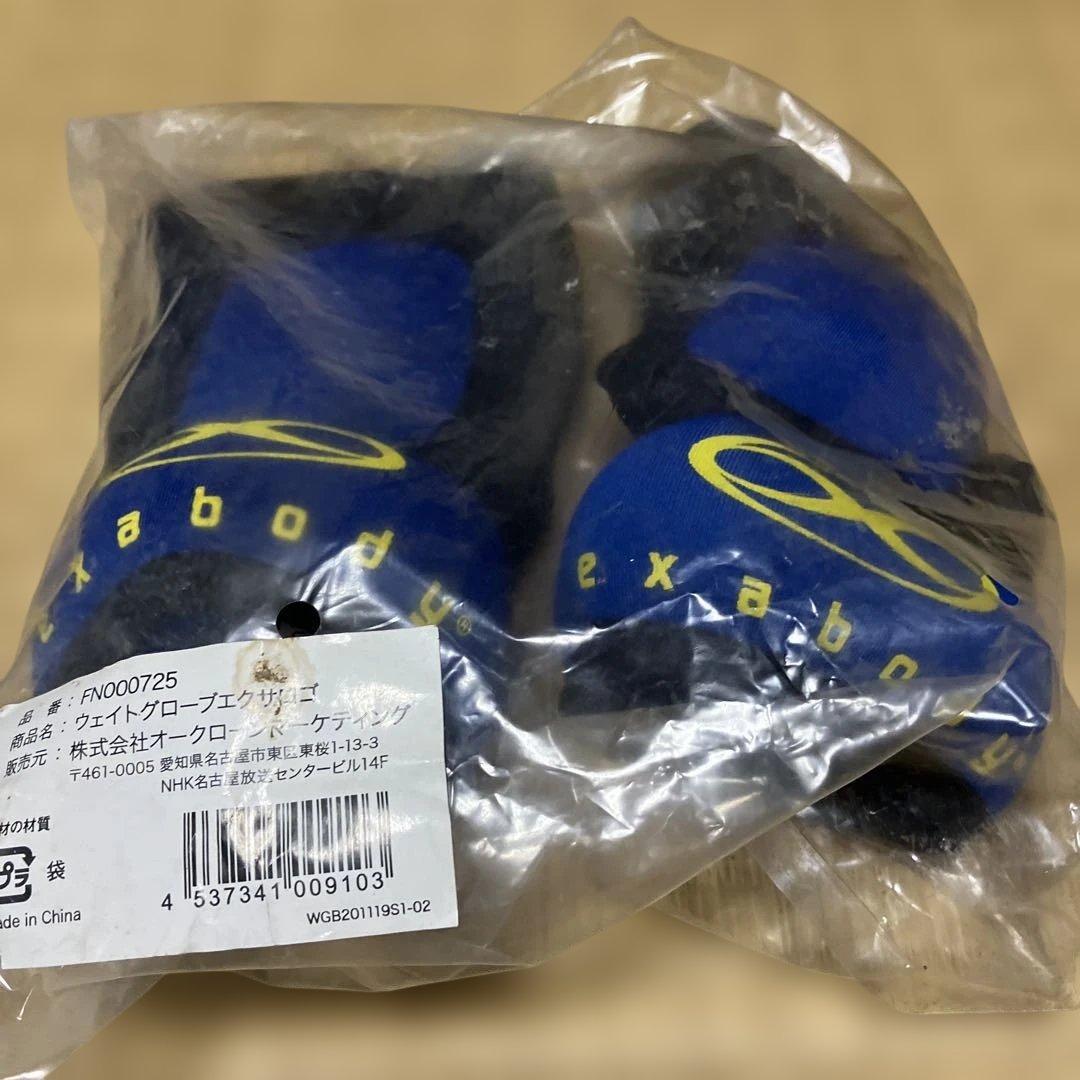 exabody®
exabody
品 番：FN000725
商品名：ウェイトグローブエクサロゴ
販売元：株式会社オークローンマーケティング
〒461-0005 愛知県名古屋市東区東桜1-13-3
NHK名古屋放送センタービル14F
材の材質
プラ 袋
4 537341 009103
ade in China
WGB201119S1-02